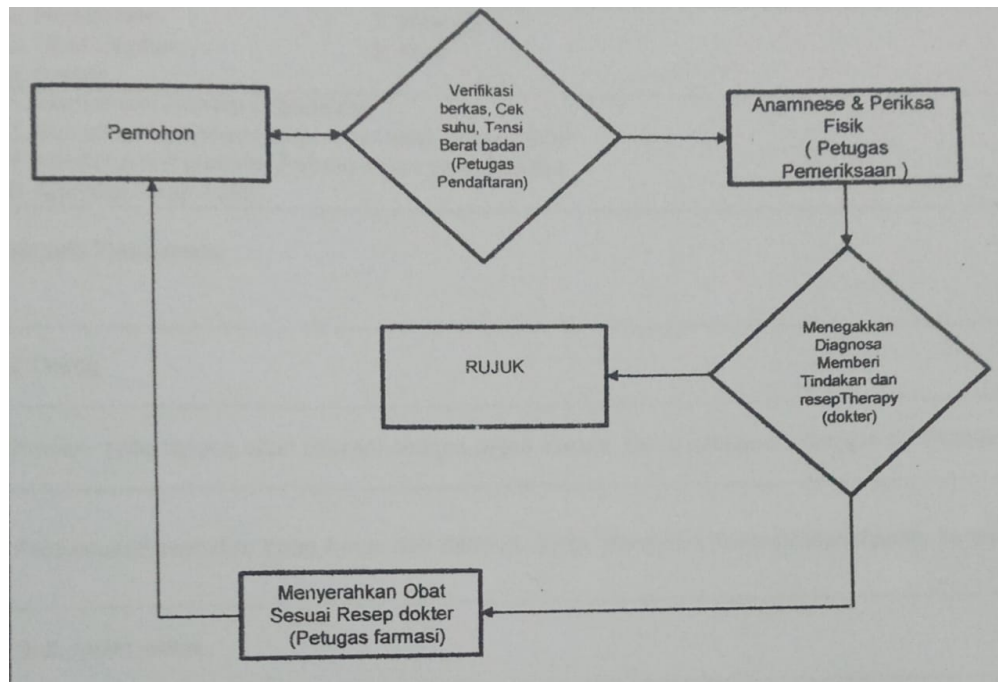 Pemohon
Verifikasi
berkas, Cek
suhu, Tensi
Berat badan
(Petugas
Pendaftaran)
Anamnese & Periksa
Fisik
( Petugas
Pemeriksaan )
Menegakkan
Diagnosa
Memberi
Tindakan dan
resepTherapy
(dokter)
RUJUK
Menyerahkan Obat
Sesuai Resep dokter
(Petugas farmasi)